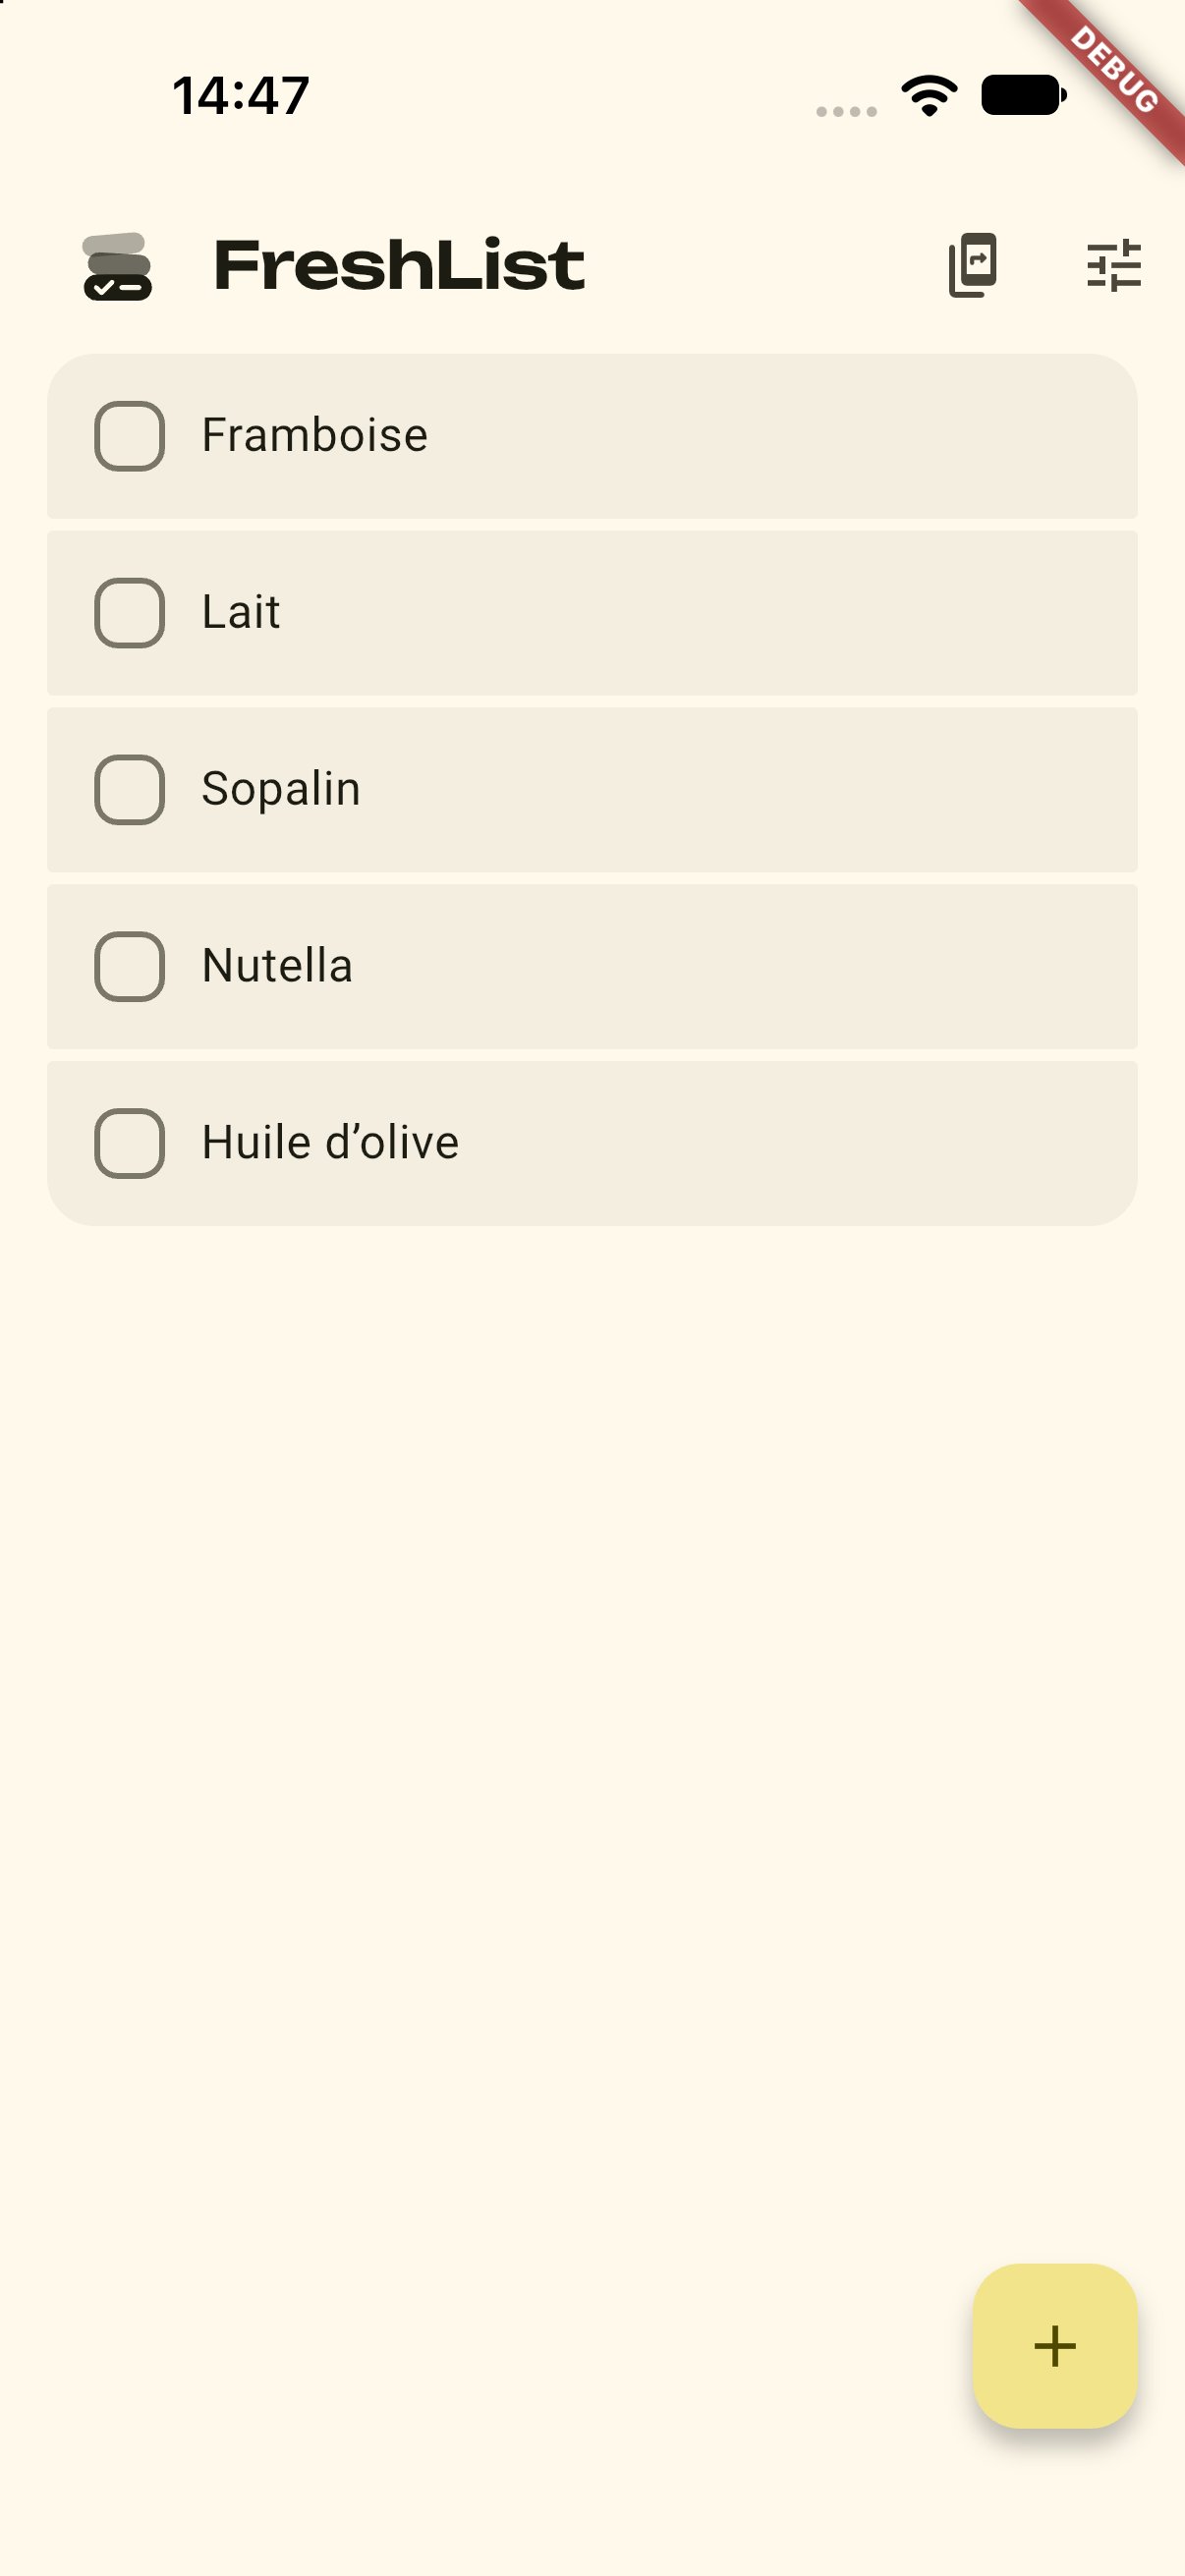 14:47
DEBUG
FreshList
Framboise
Lait
Sopalin
Nutella
Huile d’olive